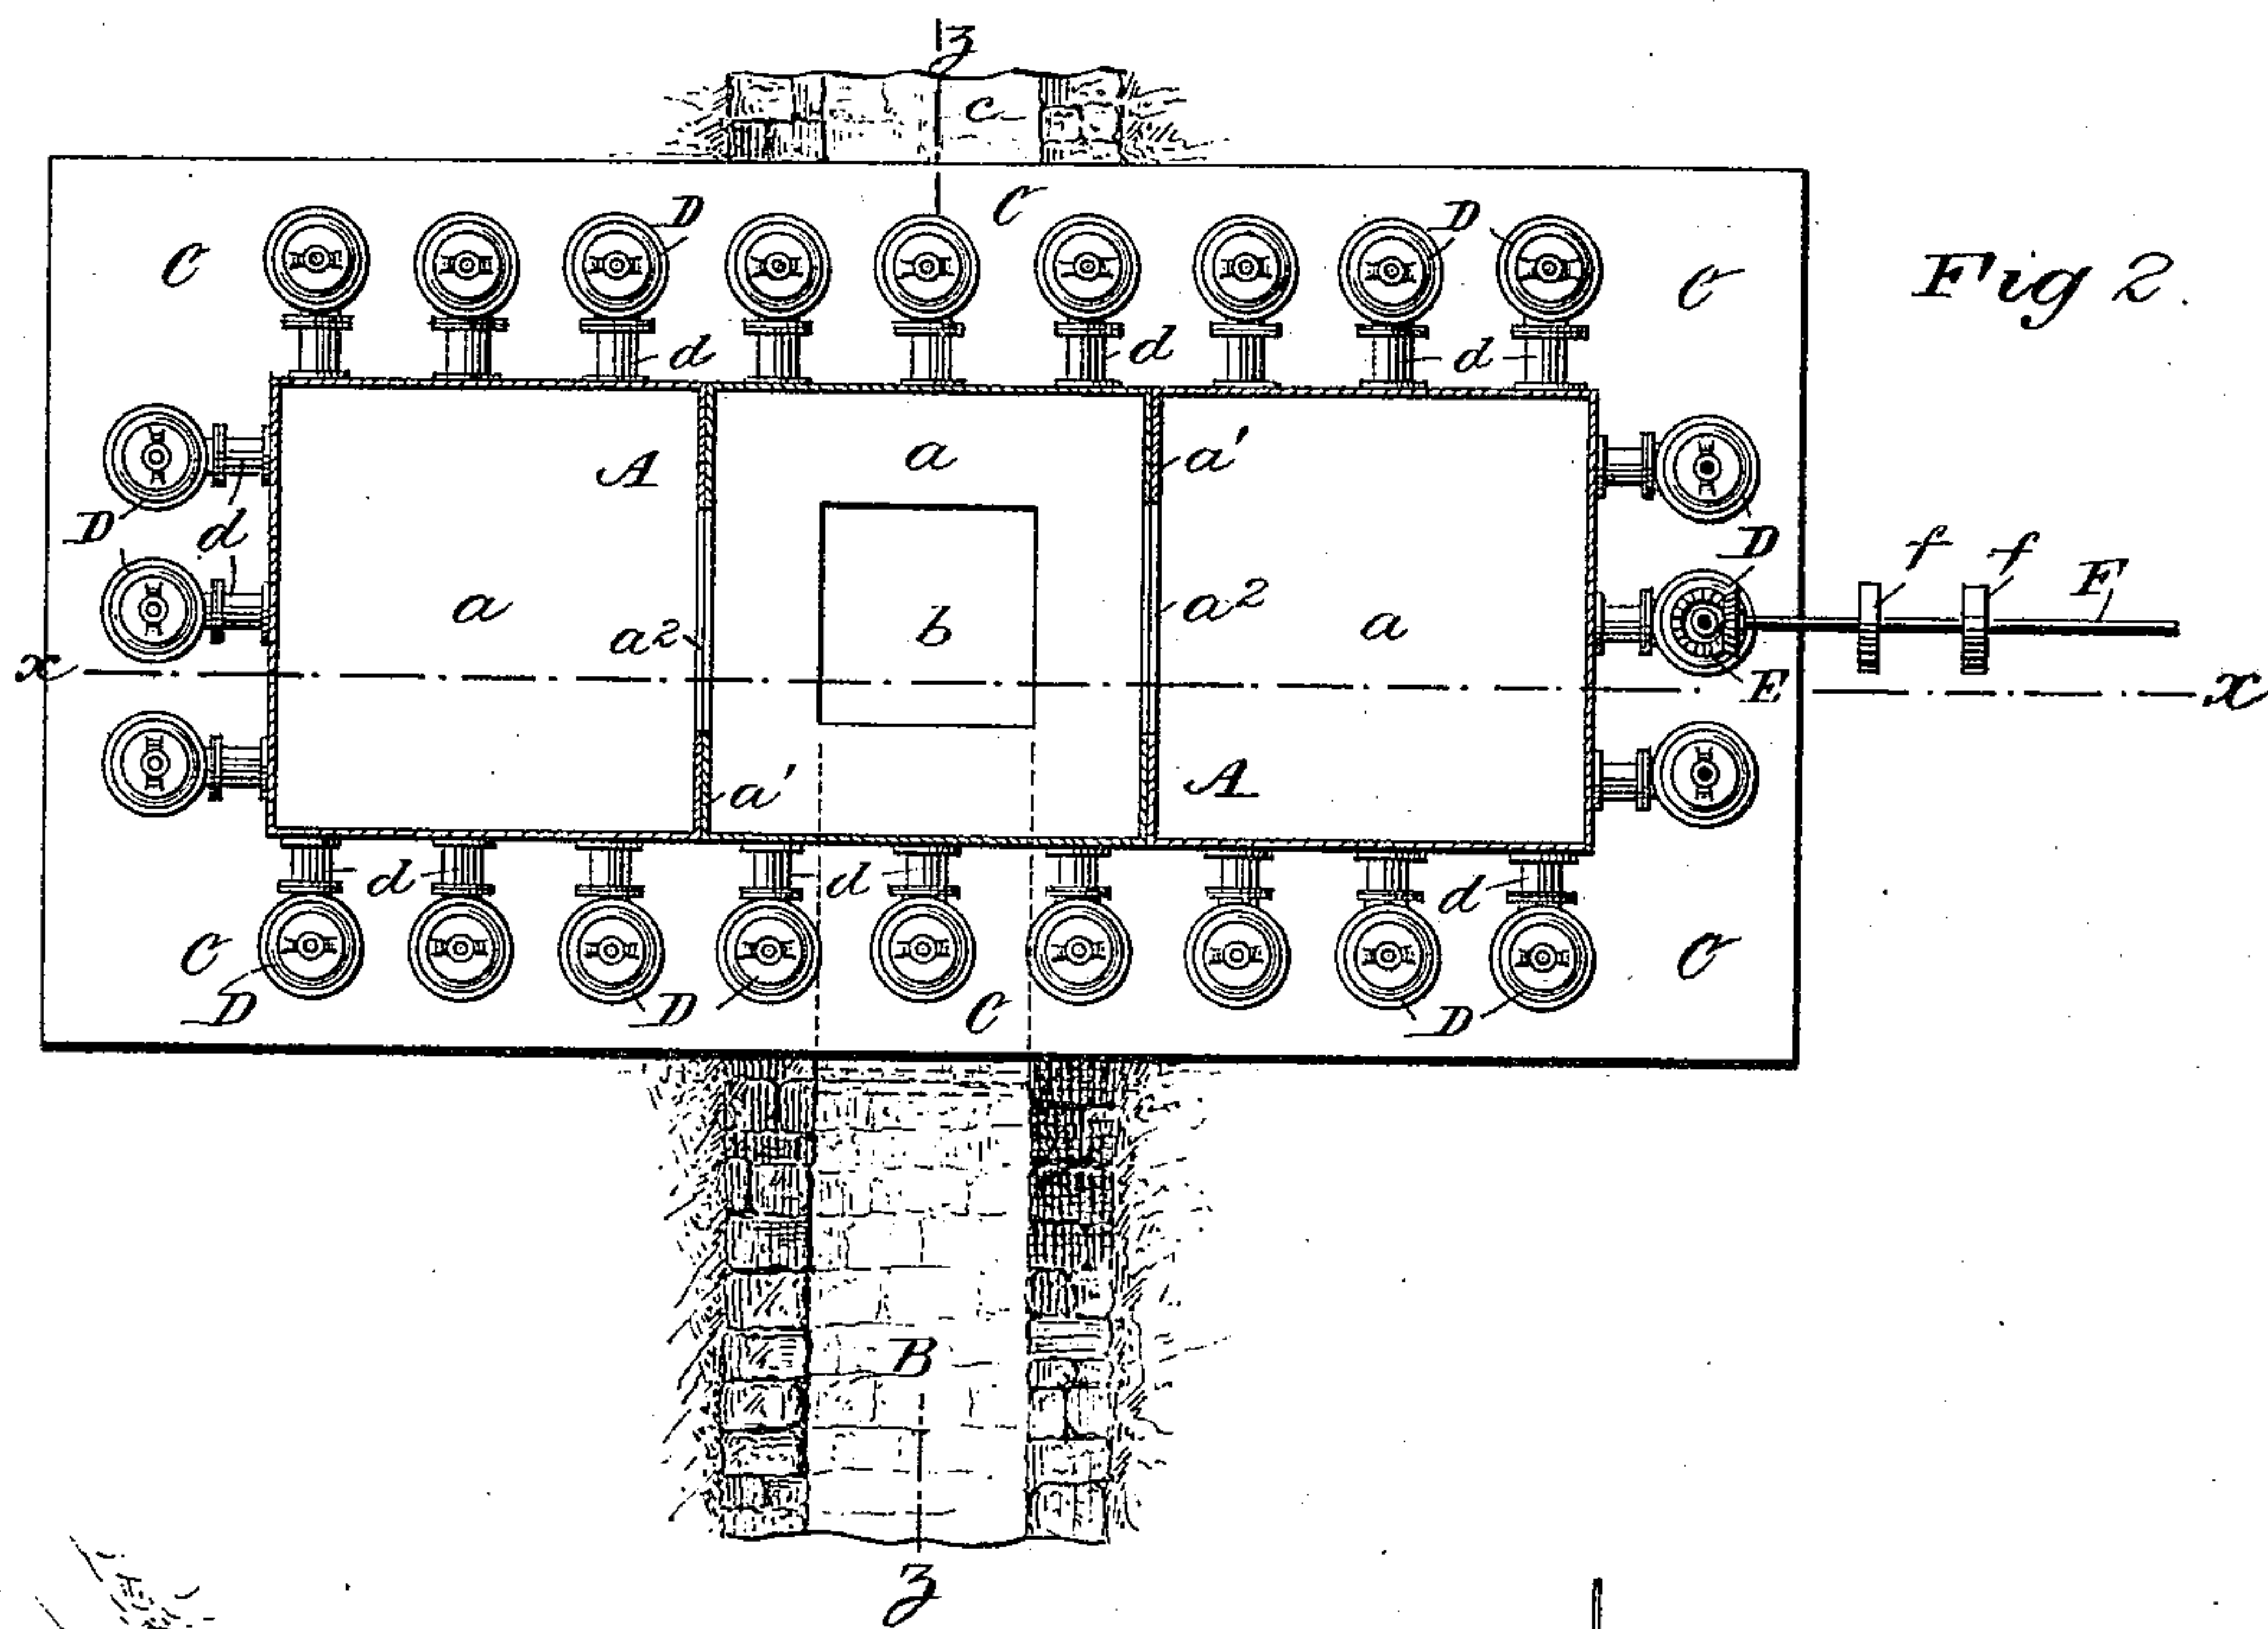 z
c
D C D
C C
Fig 2.
d d d
A a a'
D d D f f F
a a² b a² a
x E x
a' A
d d d
C C
D D C D
B
z